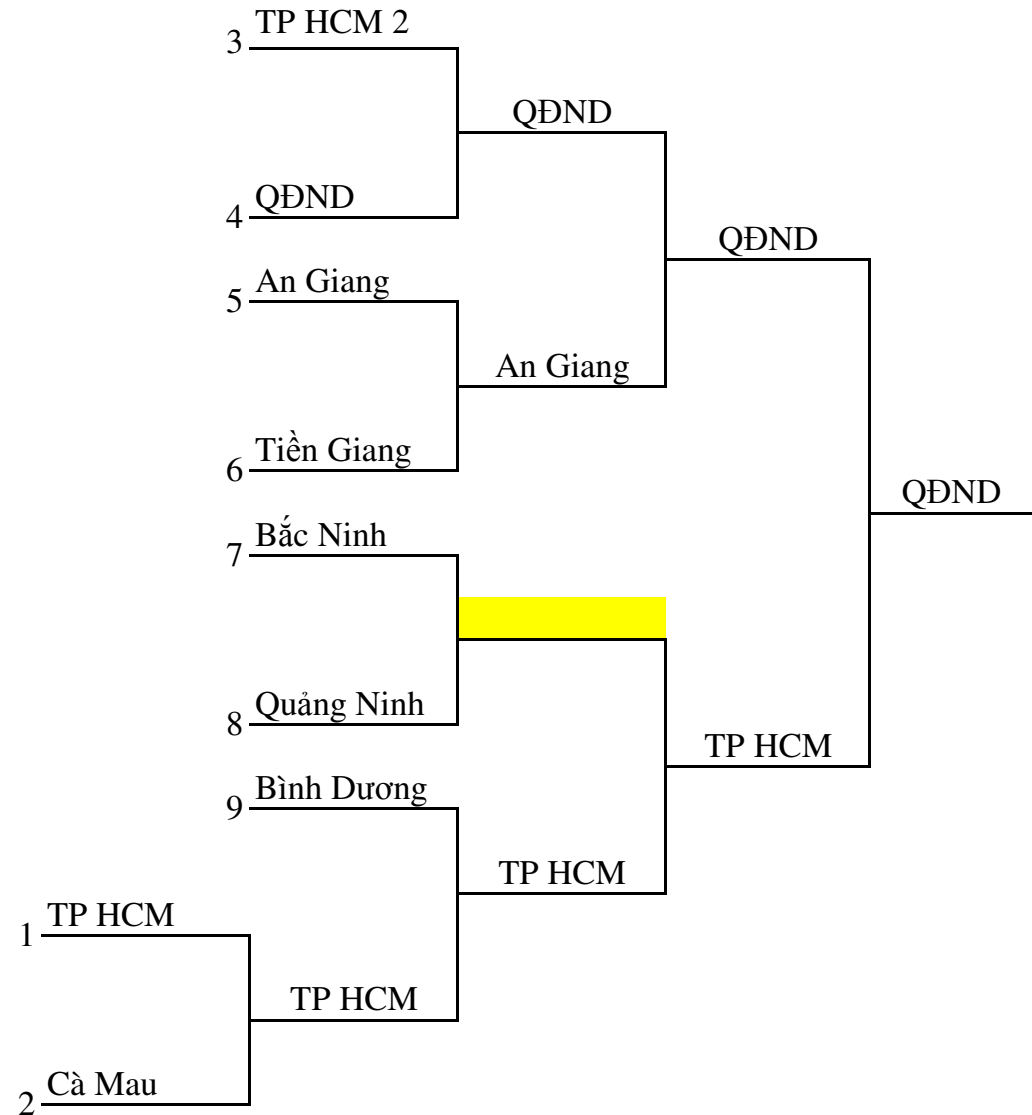 3 TP HCM 2
QĐND
4 QĐND
QĐND
5 An Giang
An Giang
6 Tiền Giang
QĐND
7 Bắc Ninh
8 Quảng Ninh
TP HCM
9 Bình Dương
TP HCM
1 TP HCM
TP HCM
2 Cà Mau